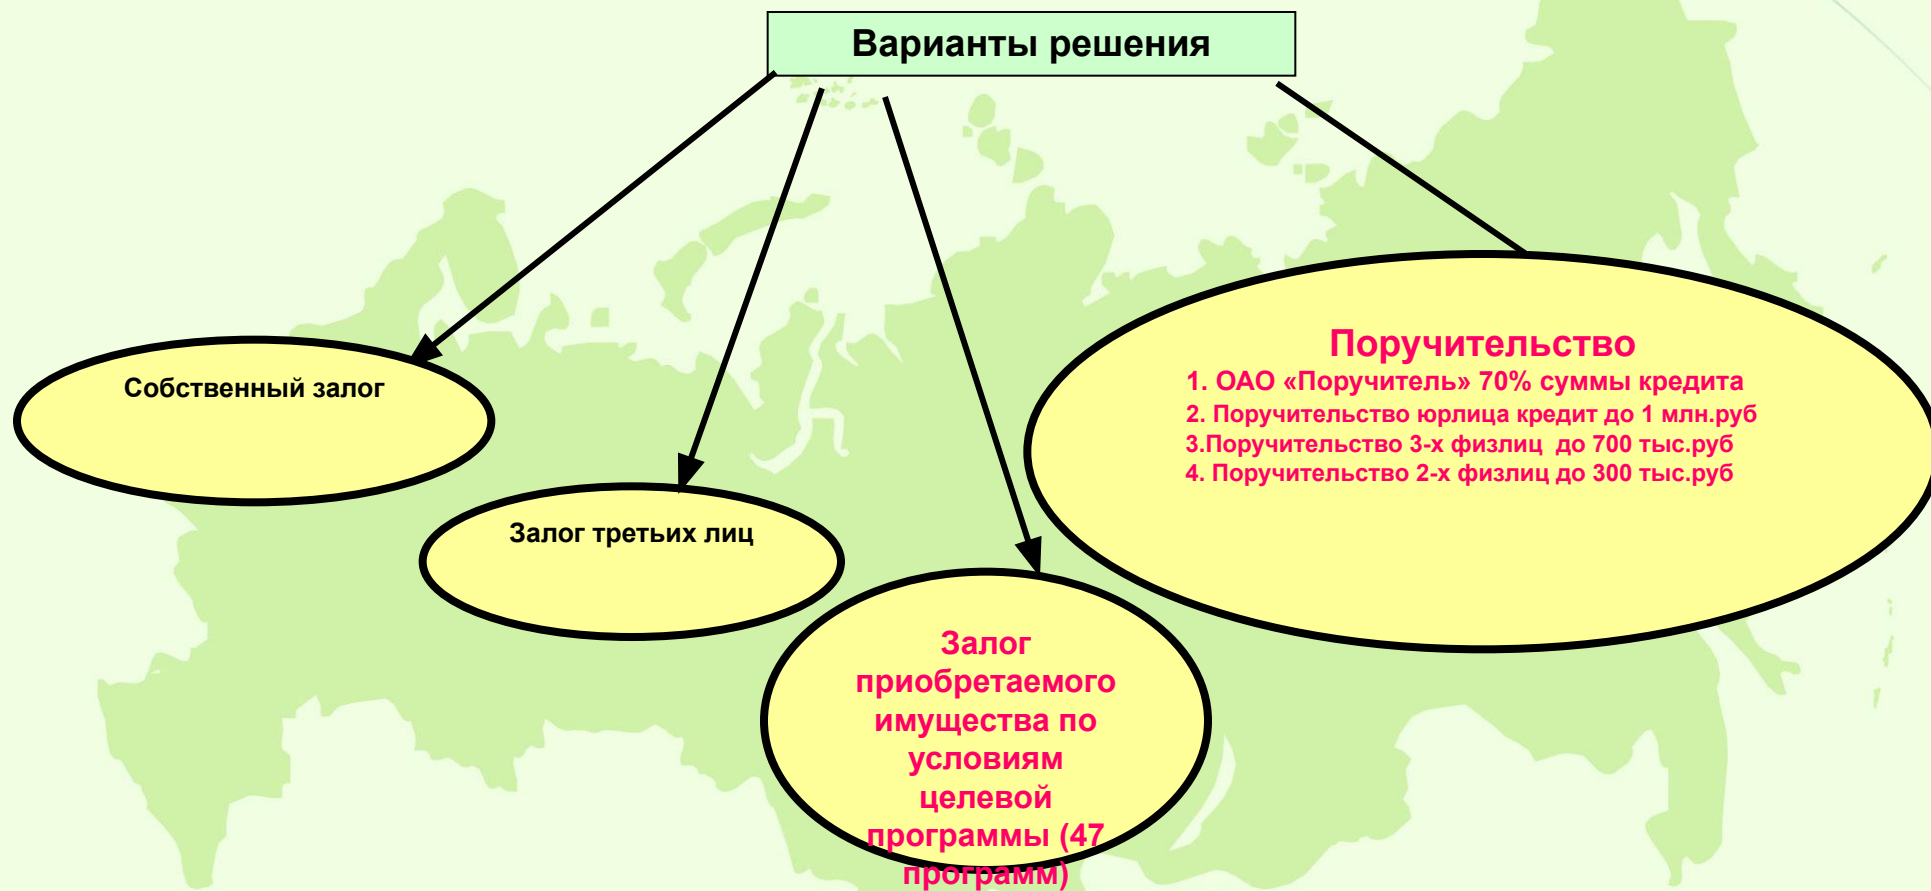 Варианты решения
Собственный залог
Залог третьих лиц
Залог
приобретаемого
имущества по
условиям
целевой
программы (47
программ)
Поручительство
1. ОАО «Поручитель» 70% суммы кредита
2. Поручительство юрлица кредит до 1 млн.руб
3.Поручительство 3-х физлиц до 700 тыс.руб
4. Поручительство 2-х физлиц до 300 тыс.руб